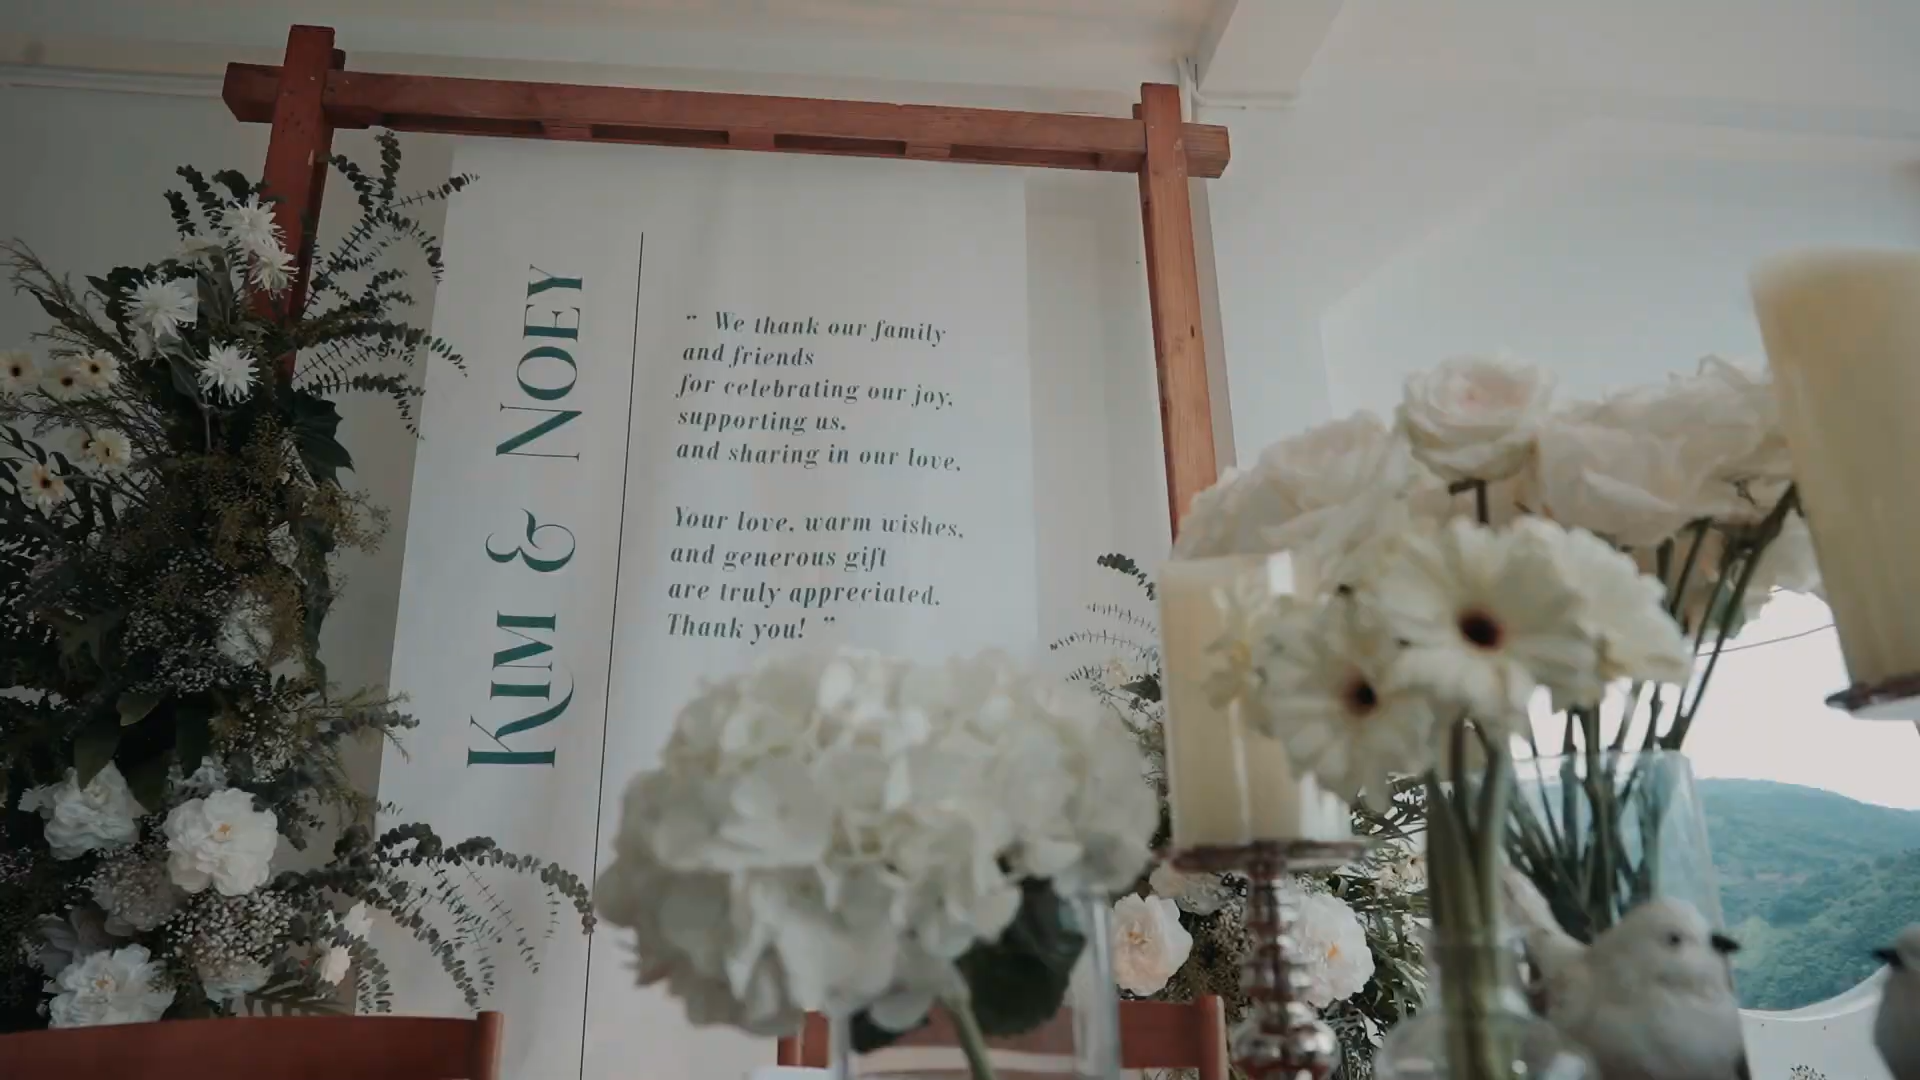 KIM & NOEY
" We thank our family
and friends
for celebrating our joy,
supporting us.
and sharing in our love.
Your love, warm wishes,
and generous gift
are truly appreciated.
Thank you! "